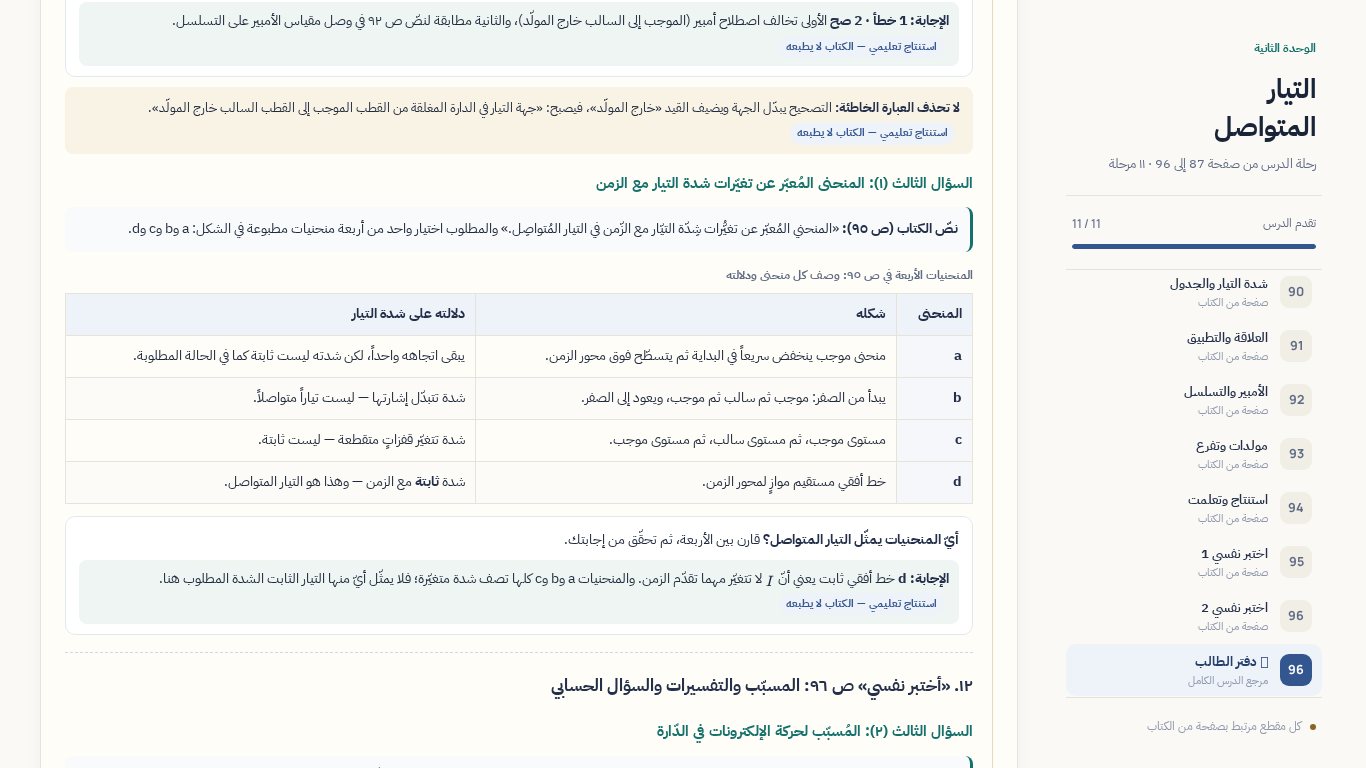 الوحدة الثانية
التيار
المتواصل
رحلة الدرس من صفحة 87 إلى 96 · ١١ مرحلة
تقدم الدرس
11 / 11
90
شدة التيار والجدول
صفحة من الكتاب
91
العلاقة والتطبيق
صفحة من الكتاب
92
الأمبير والتسلسل
صفحة من الكتاب
93
مولدات وتفرع
صفحة من الكتاب
94
استنتاج وتعلمت
صفحة من الكتاب
95
اختبر نفسي 1
صفحة من الكتاب
96
اختبر نفسي 2
صفحة من الكتاب
96
دفتر الطالب
مرجع الدرس الكامل
كل مقطع مرتبط بصفحة من الكتاب
الإجابة: 1 خطأ · 2 صح الأولى تخالف اصطلاح أمبير (الموجب إلى السالب خارج المولّد)، والثانية مطابقة لنصّ ص ٩٢ في وصل مقياس الأمبير على التسلسل.
استنتاج تعليمي — الكتاب لا يطبعه
لا تحذف العبارة الخاطئة: التصحيح يبدّل الجهة ويضيف القيد «خارج المولّد»، فيصبح: «جهة التيار في الدارة المغلقة من القطب الموجب إلى القطب السالب خارج المولّد».
استنتاج تعليمي — الكتاب لا يطبعه
السؤال الثالث (١): المنحنى المُعبّر عن تغيّرات شدة التيار مع الزمن
نصّ الكتاب (ص ٩٥): «المنحني المُعبّر عن تغيُّرات شِدّة التيّار مع الزّمن في التيار المُتواصِل.» والمطلوب اختيار واحد من أربعة منحنيات مطبوعة في الشكل: a وb وc وd.
المنحنيات الأربعة في ص ٩٥: وصف كل منحنى ودلالته
المنحنى
شكله
دلالته على شدة التيار
a
منحنى موجب ينخفض سريعاً في البداية ثم يتسطّح فوق محور الزمن.
يبقى اتجاهه واحداً، لكن شدته ليست ثابتة كما في الحالة المطلوبة.
b
يبدأ من الصفر: موجب ثم سالب ثم موجب، ويعود إلى الصفر.
شدة تتبدّل إشارتها — ليست تياراً متواصلاً.
c
مستوى موجب، ثم مستوى سالب، ثم مستوى موجب.
شدة تتغيّر قفزاتٍ متقطعة — ليست ثابتة.
d
خط أفقي مستقيم موازٍ لمحور الزمن.
شدة ثابتة مع الزمن — وهذا هو التيار المتواصل.
أيّ المنحنيات يمثّل التيار المتواصل؟ قارن بين الأربعة، ثم تحقّق من إجابتك.
الإجابة: d خط أفقي ثابت يعني أنّ I لا تتغيّر مهما تقدّم الزمن. والمنحنيات a وb وc كلها تصف شدة متغيّرة؛ فلا يمثّل أيّ منها التيار الثابت الشدة المطلوب هنا.
استنتاج تعليمي — الكتاب لا يطبعه
١٢. «أختبر نفسي» ص ٩٦: المسبّب والتفسيرات والسؤال الحسابي
السؤال الثالث (٢): المُسبّب لحركة الإلكترونات في الدّارة